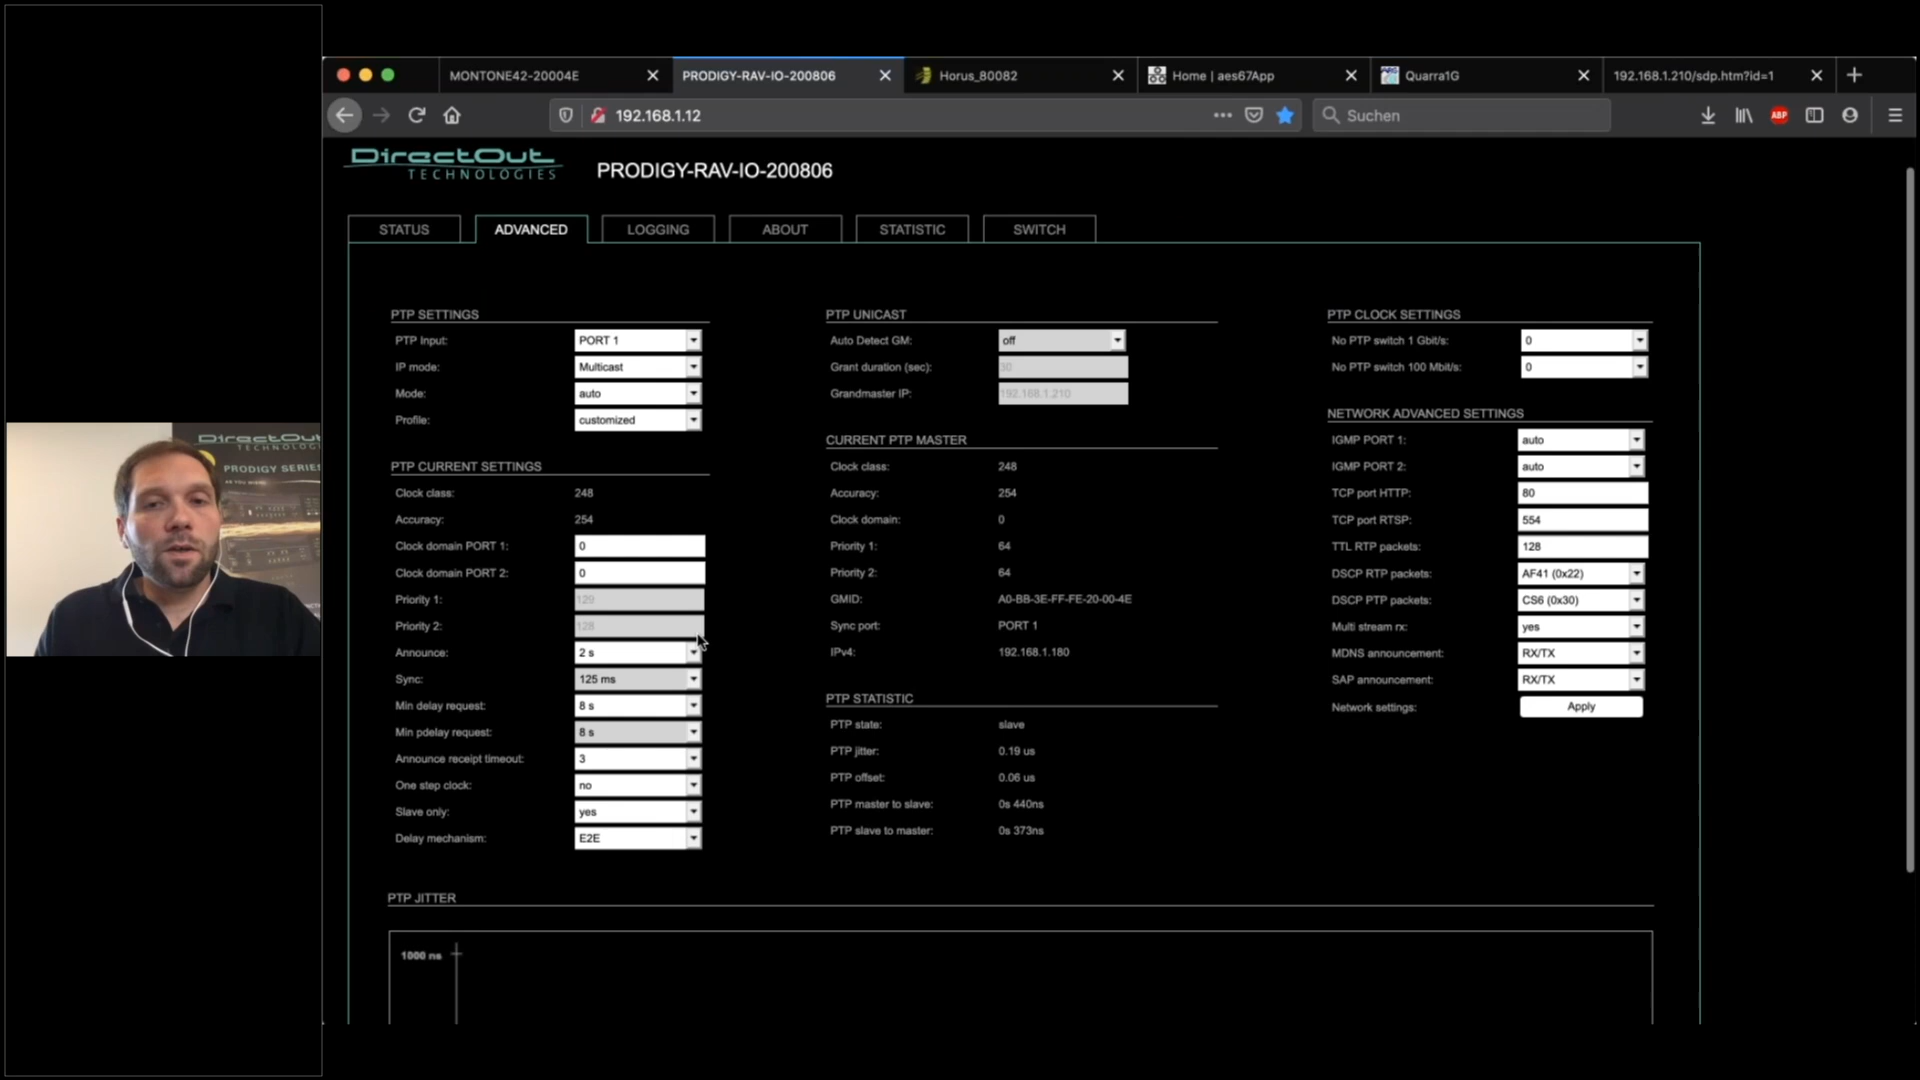 MONTONE42-20004E
PRODIGY-RAV-IO-200806
Horus_80082
Home | aes67App
Quarra1G
192.168.1.210/sdp.htm?id=1
192.168.1.12
Suchen
ABP
DirectOut
TECHNOLOGIES
PRODIGY-RAV-IO-200806
STATUS
ADVANCED
LOGGING
ABOUT
STATISTIC
SWITCH
PTP SETTINGS
PTP Input: PORT 1
IP mode: Multicast
Mode: auto
Profile: customized
PTP CURRENT SETTINGS
Clock class: 248
Accuracy: 254
Clock domain PORT 1: 0
Clock domain PORT 2: 0
Priority 1: 129
Priority 2: 128
Announce: 2 s
Sync: 125 ms
Min delay request: 8 s
Min pdelay request: 8 s
Announce receipt timeout: 3
One step clock: no
Slave only: yes
Delay mechanism: E2E
PTP UNICAST
Auto Detect GM: off
Grant duration (sec): 30
Grandmaster IP: 192.168.1.210
CURRENT PTP MASTER
Clock class: 248
Accuracy: 254
Clock domain: 0
Priority 1: 64
Priority 2: 64
GMID: A0-BB-3E-FF-FE-20-00-4E
Sync port: PORT 1
IPv4: 192.168.1.180
PTP STATISTIC
PTP state: slave
PTP jitter: 0.19 us
PTP offset: 0.06 us
PTP master to slave: 0s 440ns
PTP slave to master: 0s 373ns
PTP CLOCK SETTINGS
No PTP switch 1 Gbit/s: 0
No PTP switch 100 Mbit/s: 0
NETWORK ADVANCED SETTINGS
IGMP PORT 1: auto
IGMP PORT 2: auto
TCP port HTTP: 80
TCP port RTSP: 554
TTL RTP packets: 128
DSCP RTP packets: AF41 (0x22)
DSCP PTP packets: CS6 (0x30)
Multi stream rx: yes
MDNS announcement: RX/TX
SAP announcement: RX/TX
Network settings: Apply
PTP JITTER
1000 ns
DirectOut
TECHNOLOGIES
PRODIGY SERIES